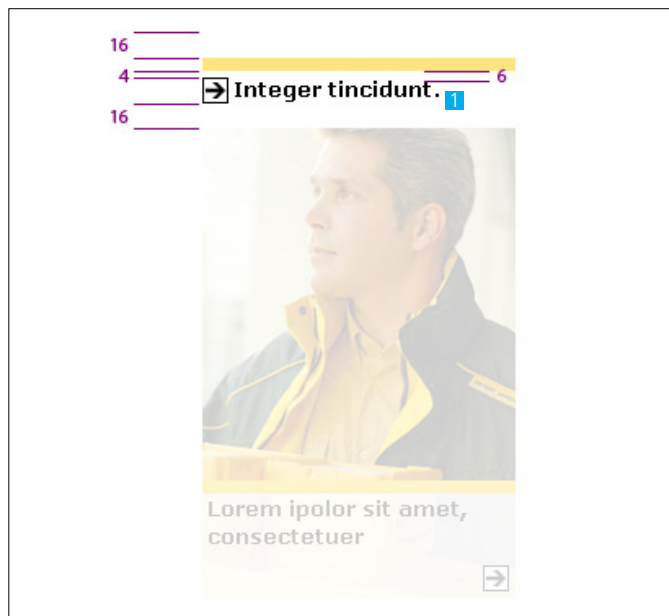 16
4
6
Integer tincidunt.
1
16
Lorem ipolor sit amet,
consectetuer